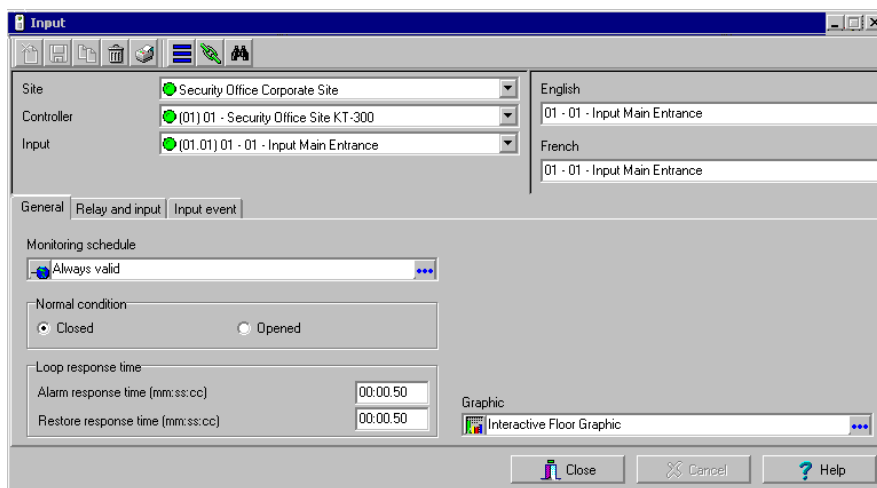 Input
Site
Security Office Corporate Site
Controller
(01) 01 - Security Office Site KT-300
Input
(01.01) 01 - 01 - Input Main Entrance
English
01 - 01 - Input Main Entrance
French
01 - 01 - Input Main Entrance
General Relay and input Input event
Monitoring schedule
Always valid
Normal condition
Closed Opened
Loop response time
Alarm response time (mm:ss:cc) 00:00.50
Restore response time (mm:ss:cc) 00:00.50
Graphic
Interactive Floor Graphic
Close Cancel Help